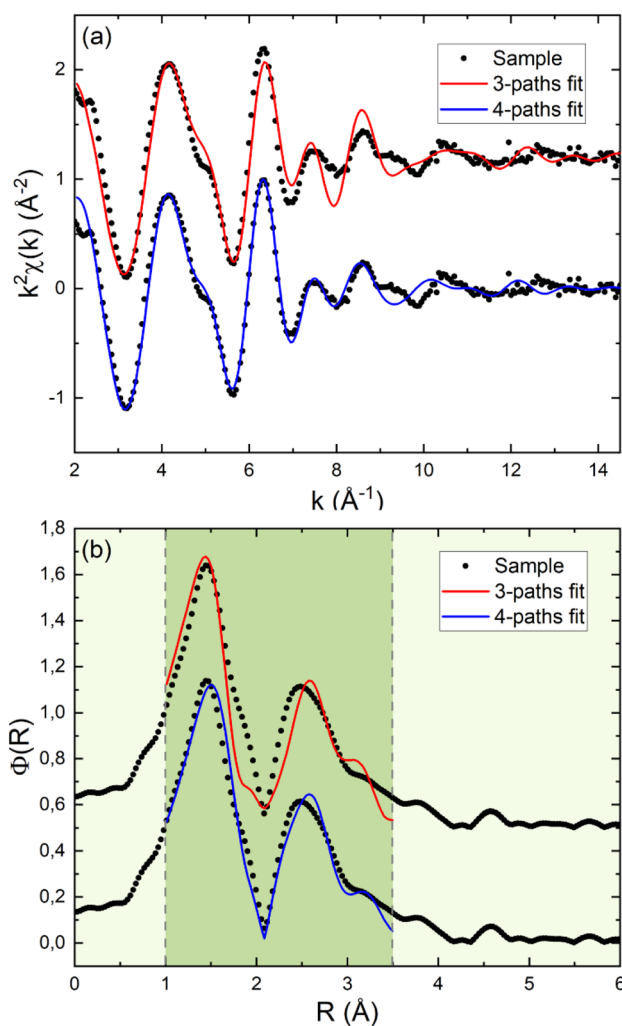 (a)
Sample
3-paths fit
4-paths fit
2
1
0
-1
k²χ(k) (Å⁻²)
2 4 6 8 10 12 14
k (Å⁻¹)
(b)
Sample
3-paths fit
4-paths fit
1,8
1,6
1,4
1,2
1,0
0,8
0,6
0,4
0,2
0,0
Φ(R)
0 1 2 3 4 5 6
R (Å)